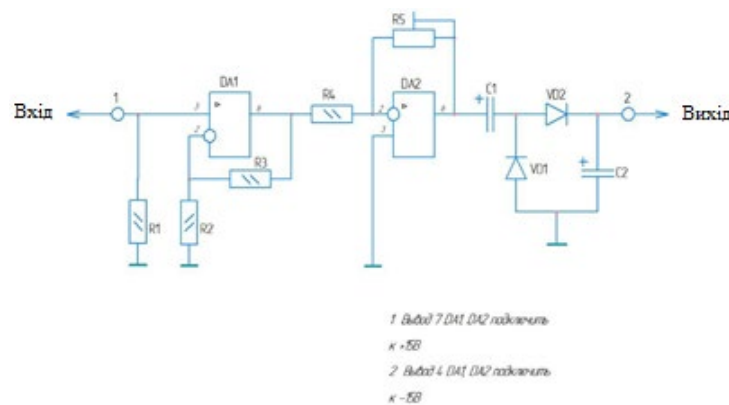 R5
DA1
DA2
1
R4
C1
VD2
2
Вхід
3
6
2
6
Вихід
2
3
R3
VD1
C2
R1
R2
1 Вывод 7 DA1, DA2 подключить
к +15В
2 Вывод 4 DA1, DA2 подключить
к -15В